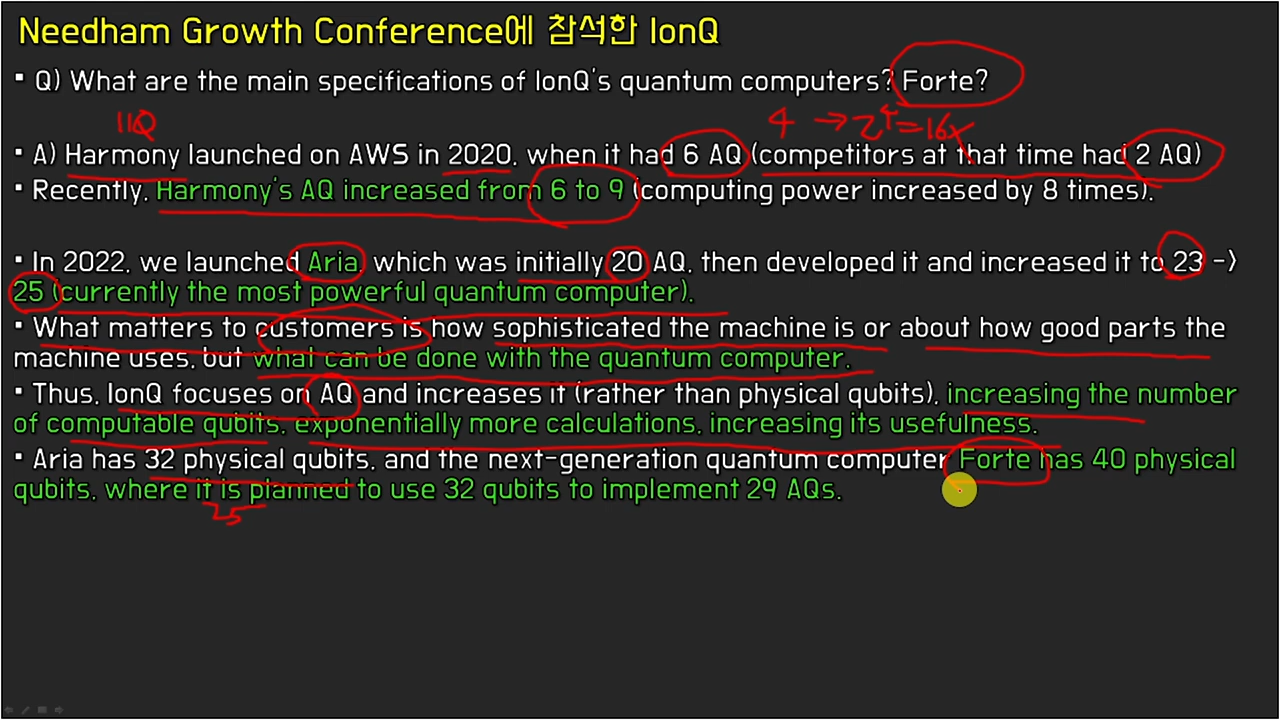 Needham Growth Conference에 참석한 IonQ
▪ Q) What are the main specifications of IonQ's quantum computers? Forte?
11Q
4 → 2⁴ = 16x
▪ A) Harmony launched on AWS in 2020, when it had 6 AQ (competitors at that time had 2 AQ)
▪ Recently, Harmony's AQ increased from 6 to 9 (computing power increased by 8 times).
▪ In 2022, we launched Aria, which was initially 20 AQ, then developed it and increased it to 23 ->
25 (currently the most powerful quantum computer).
▪ What matters to customers is how sophisticated the machine is or about how good parts the
machine uses, but what can be done with the quantum computer.
▪ Thus, IonQ focuses on AQ and increases it (rather than physical qubits), increasing the number
of computable qubits, exponentially more calculations, increasing its usefulness.
▪ Aria has 32 physical qubits, and the next-generation quantum computer Forte has 40 physical
qubits, where it is planned to use 32 qubits to implement 29 AQs.
25